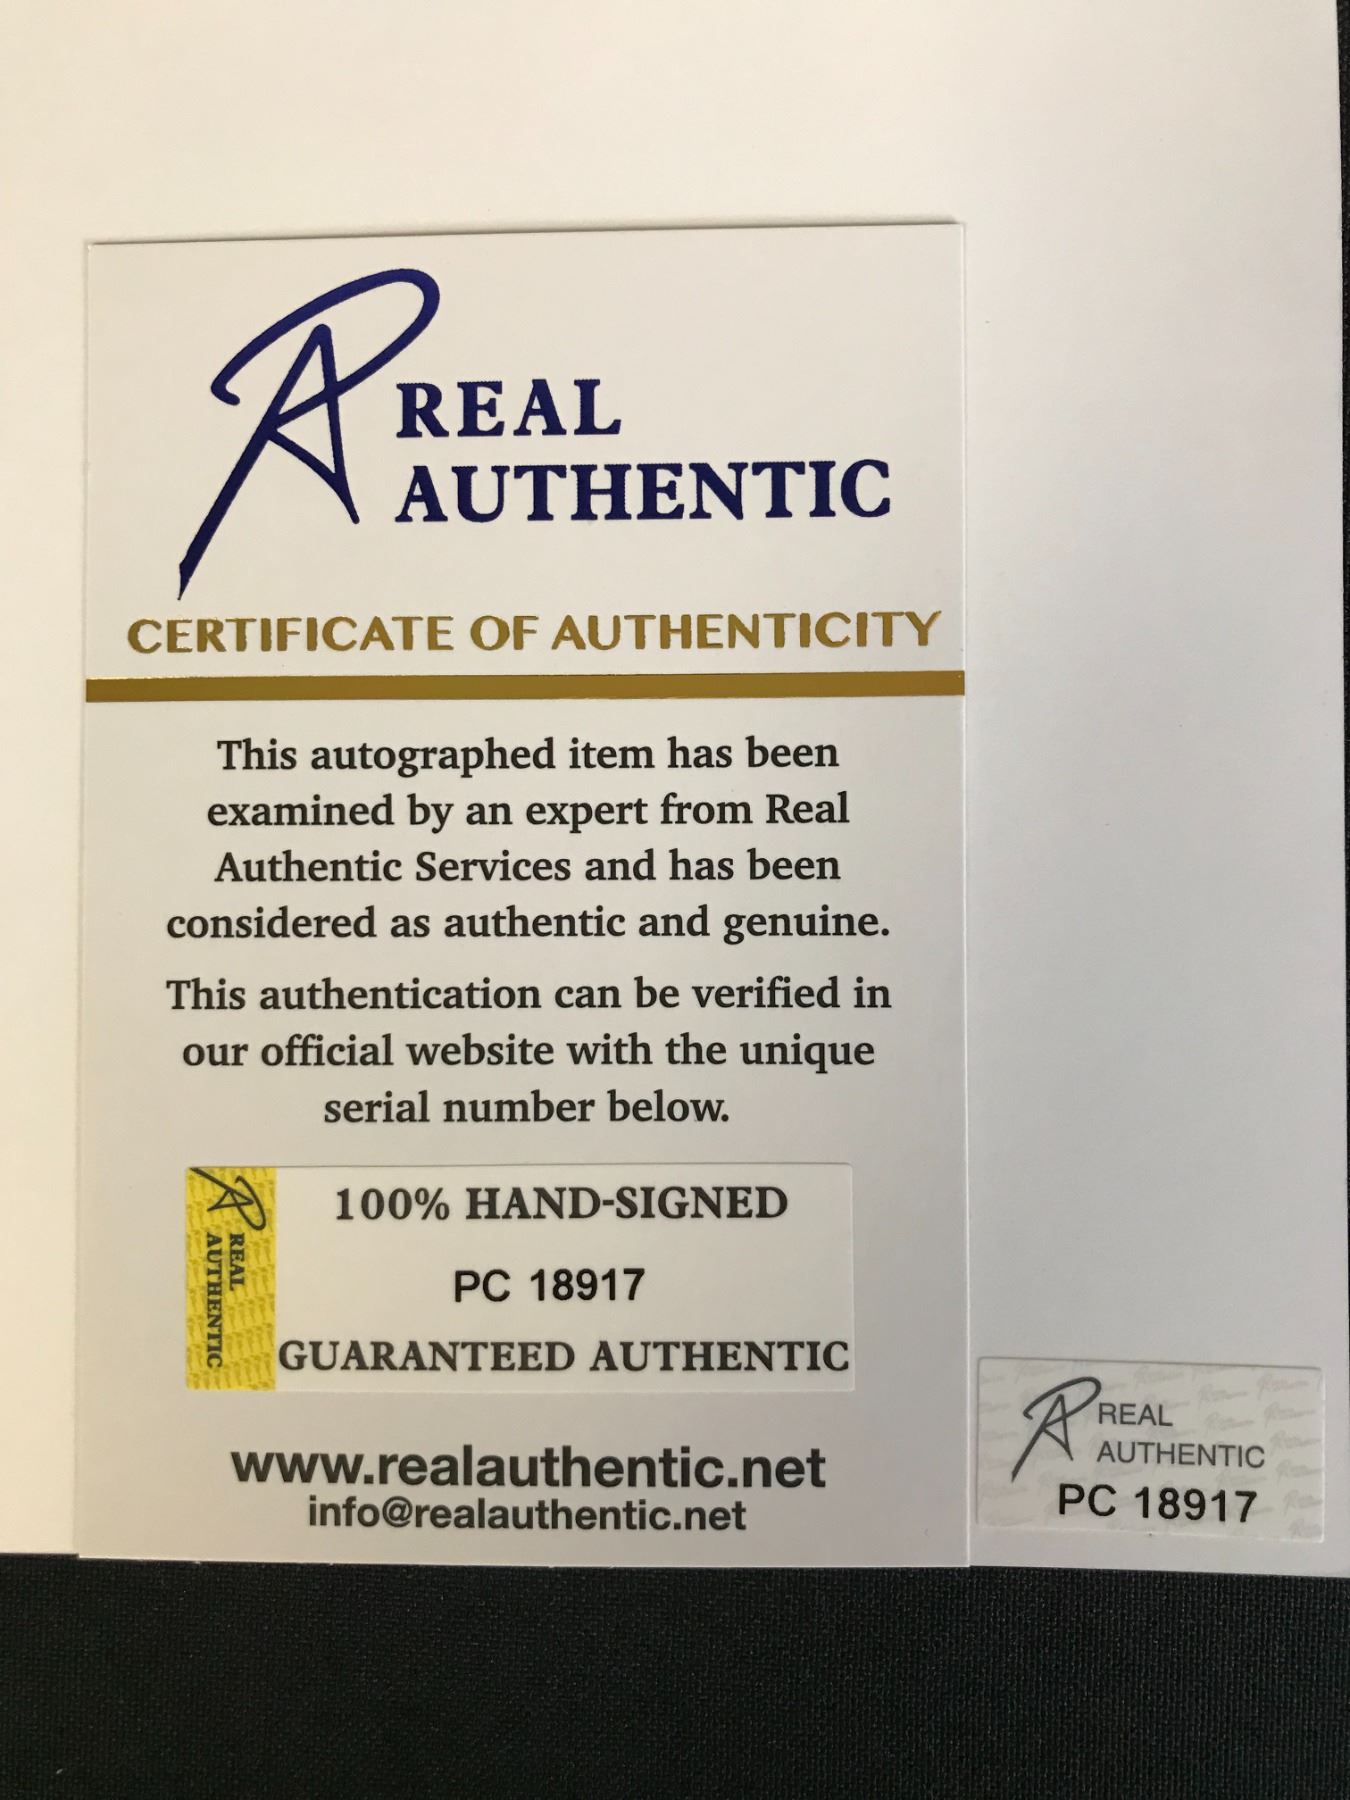 RA REAL
AUTHENTIC
CERTIFICATE OF AUTHENTICITY
This autographed item has been
examined by an expert from Real
Authentic Services and has been
considered as authentic and genuine.
This authentication can be verified in
our official website with the unique
serial number below.
RA REAL
AUTHENTIC
100% HAND-SIGNED
PC 18917
GUARANTEED AUTHENTIC
www.realauthentic.net
info@realauthentic.net
RA REAL
AUTHENTIC
PC 18917